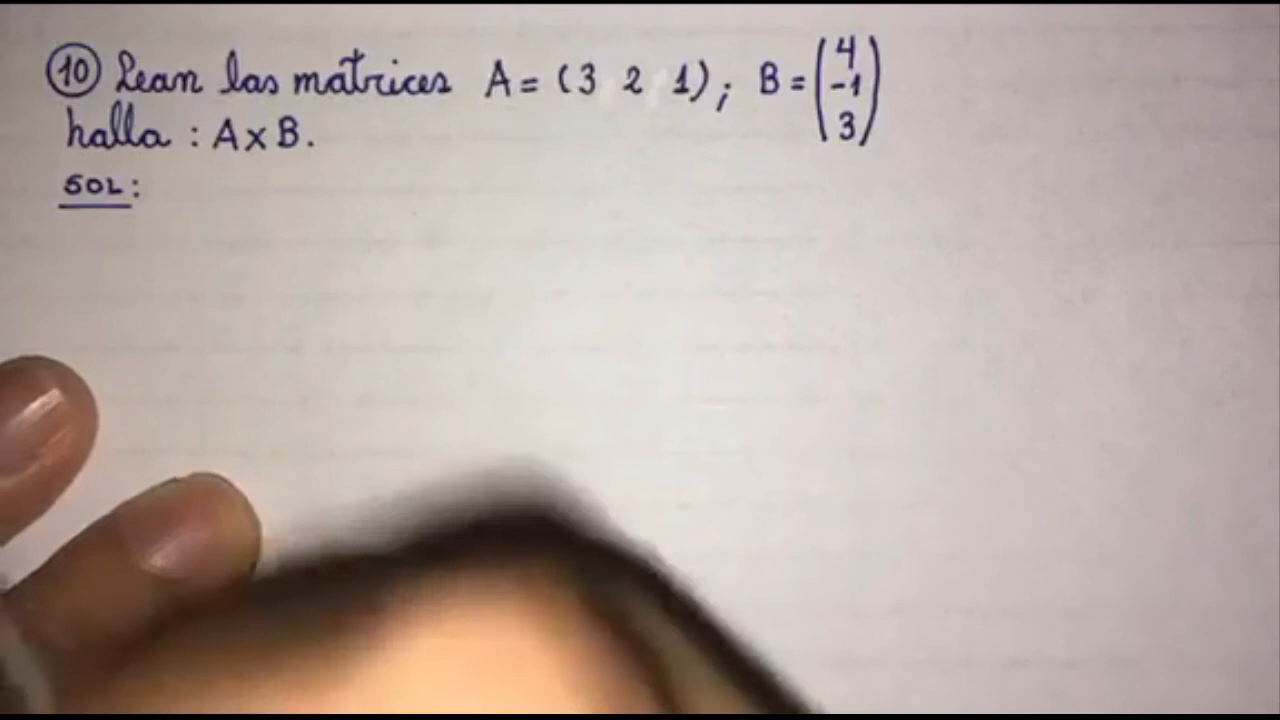 10 Sean las matrices A = (3 2 1); B = (4 -1 3)
halla : A x B.
SOL: